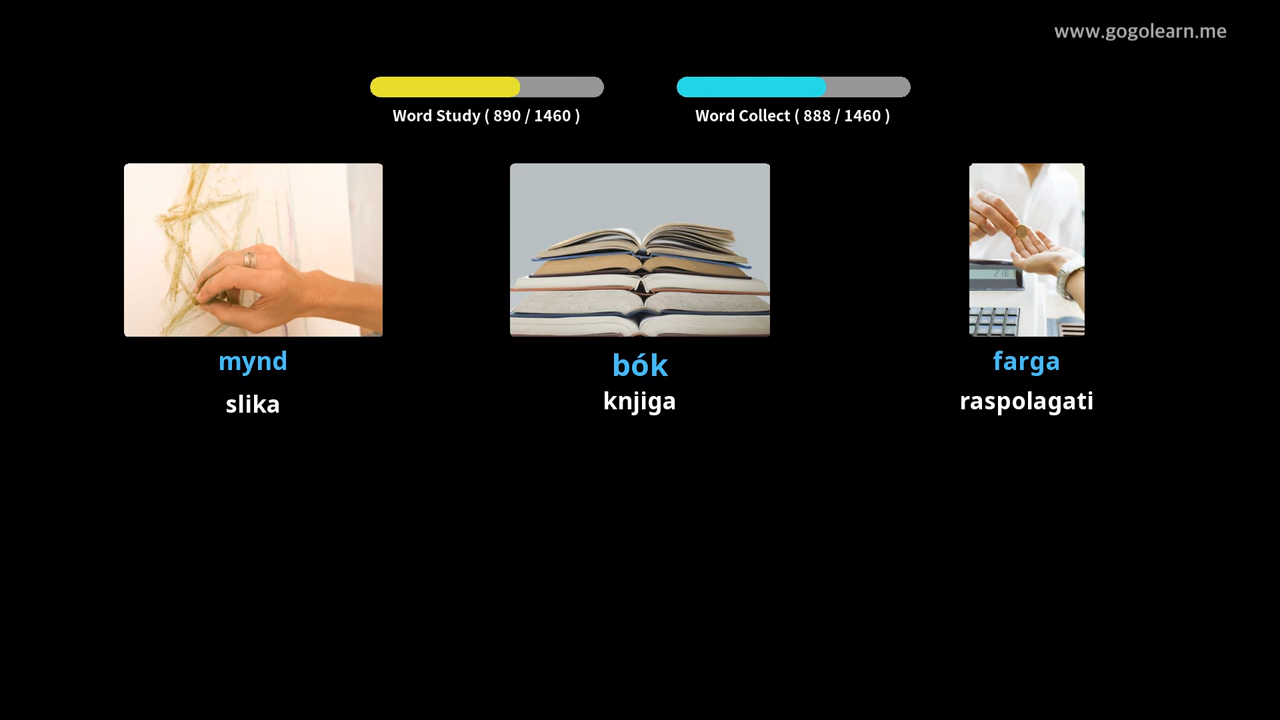 www.gogolearn.me
Word Study ( 890 / 1460 )
Word Collect ( 888 / 1460 )
mynd
slika
bók
knjiga
farga
raspolagati